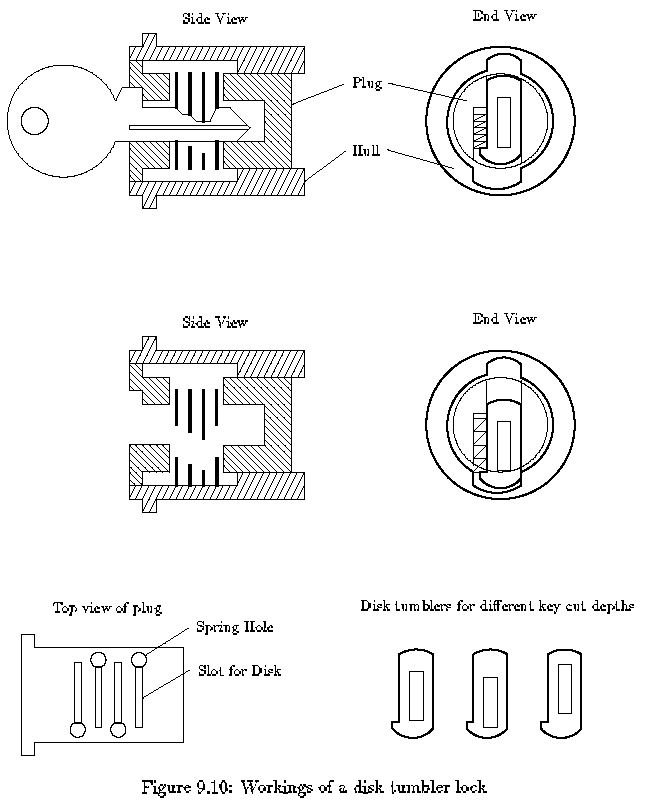 Side View
End View
Plug
Hull
Side View
End View
Top view of plug
Disk tumblers for different key cut depths
Spring Hole
Slot for Disk
Figure 9.10: Workings of a disk tumbler lock